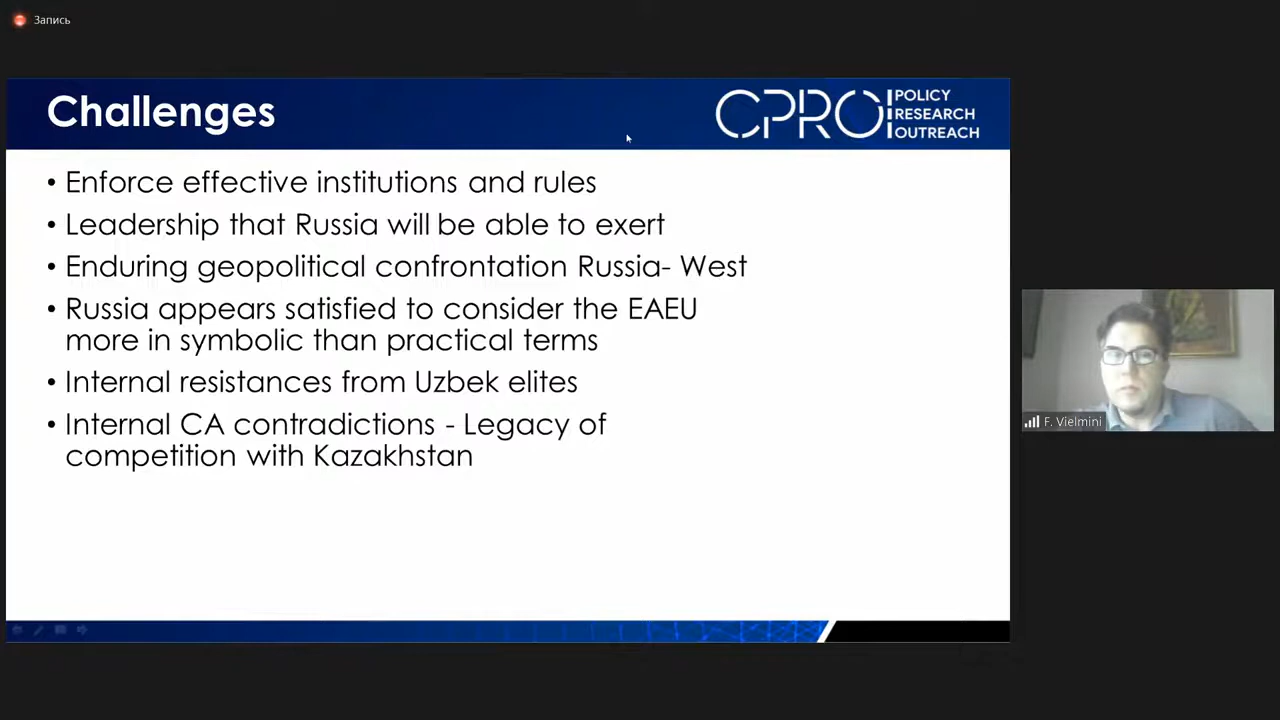 Запись
Challenges
CPRO
POLICY
RESEARCH
OUTREACH
• Enforce effective institutions and rules
• Leadership that Russia will be able to exert
• Enduring geopolitical confrontation Russia- West
• Russia appears satisfied to consider the EAEU
more in symbolic than practical terms
• Internal resistances from Uzbek elites
• Internal CA contradictions - Legacy of
competition with Kazakhstan
F. Vielmini